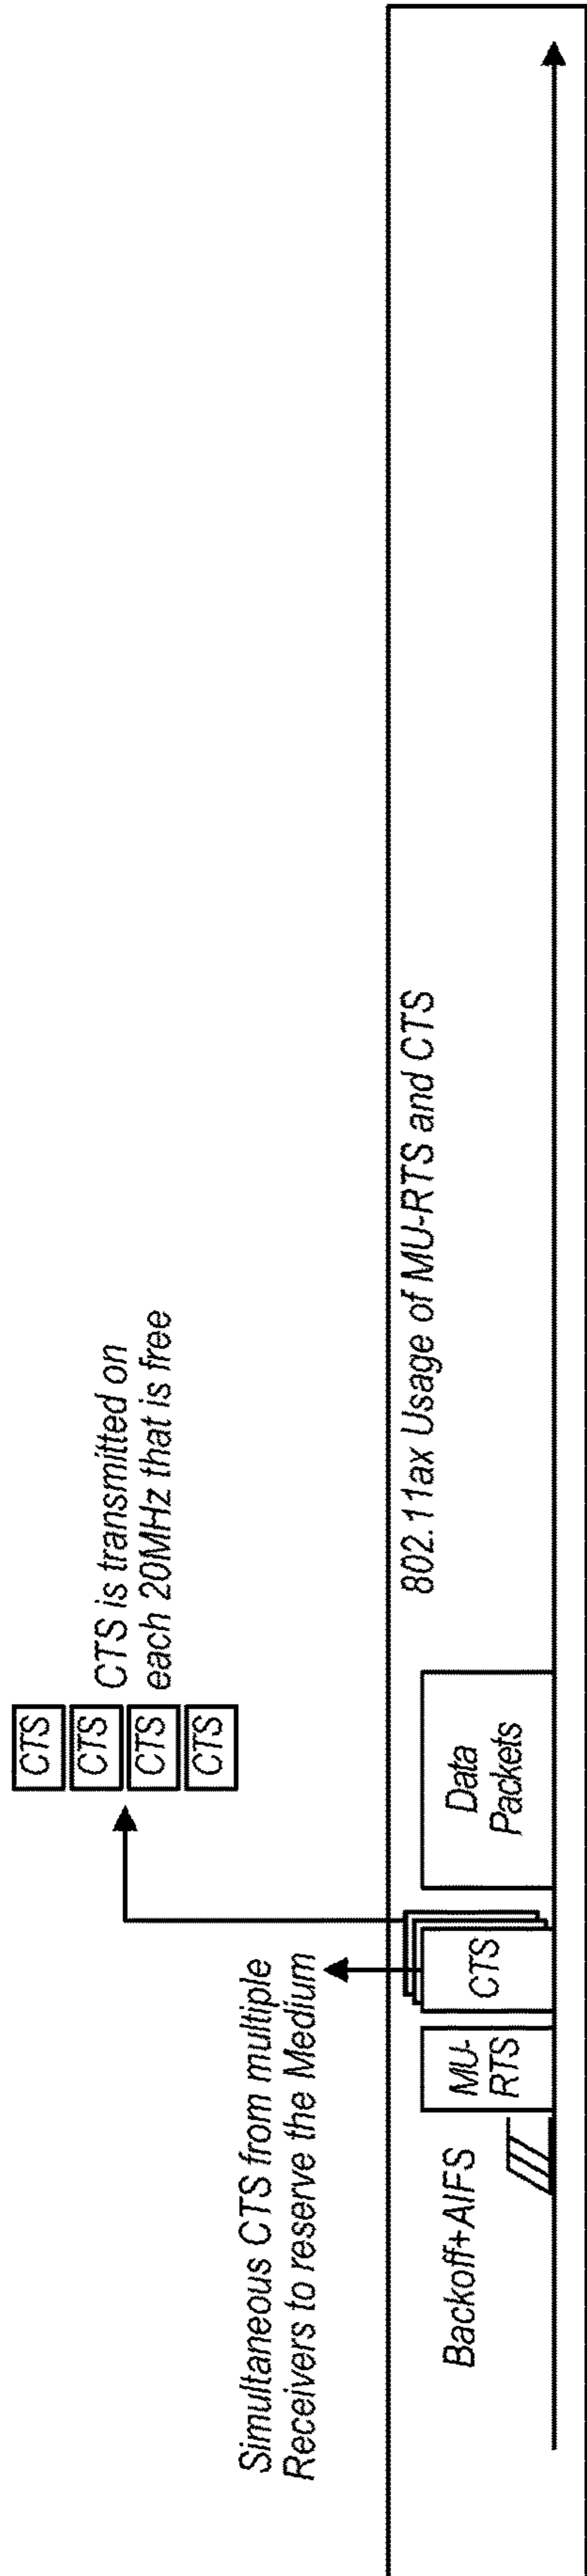 CTS
CTS
CTS
CTS
CTS is transmitted on
each 20MHz that is free
Simultaneous CTS from multiple
Receivers to reserve the Medium
802.11ax Usage of MU-RTS and CTS
Backoff+AIFS
MU-
RTS
CTS
Data
Packets